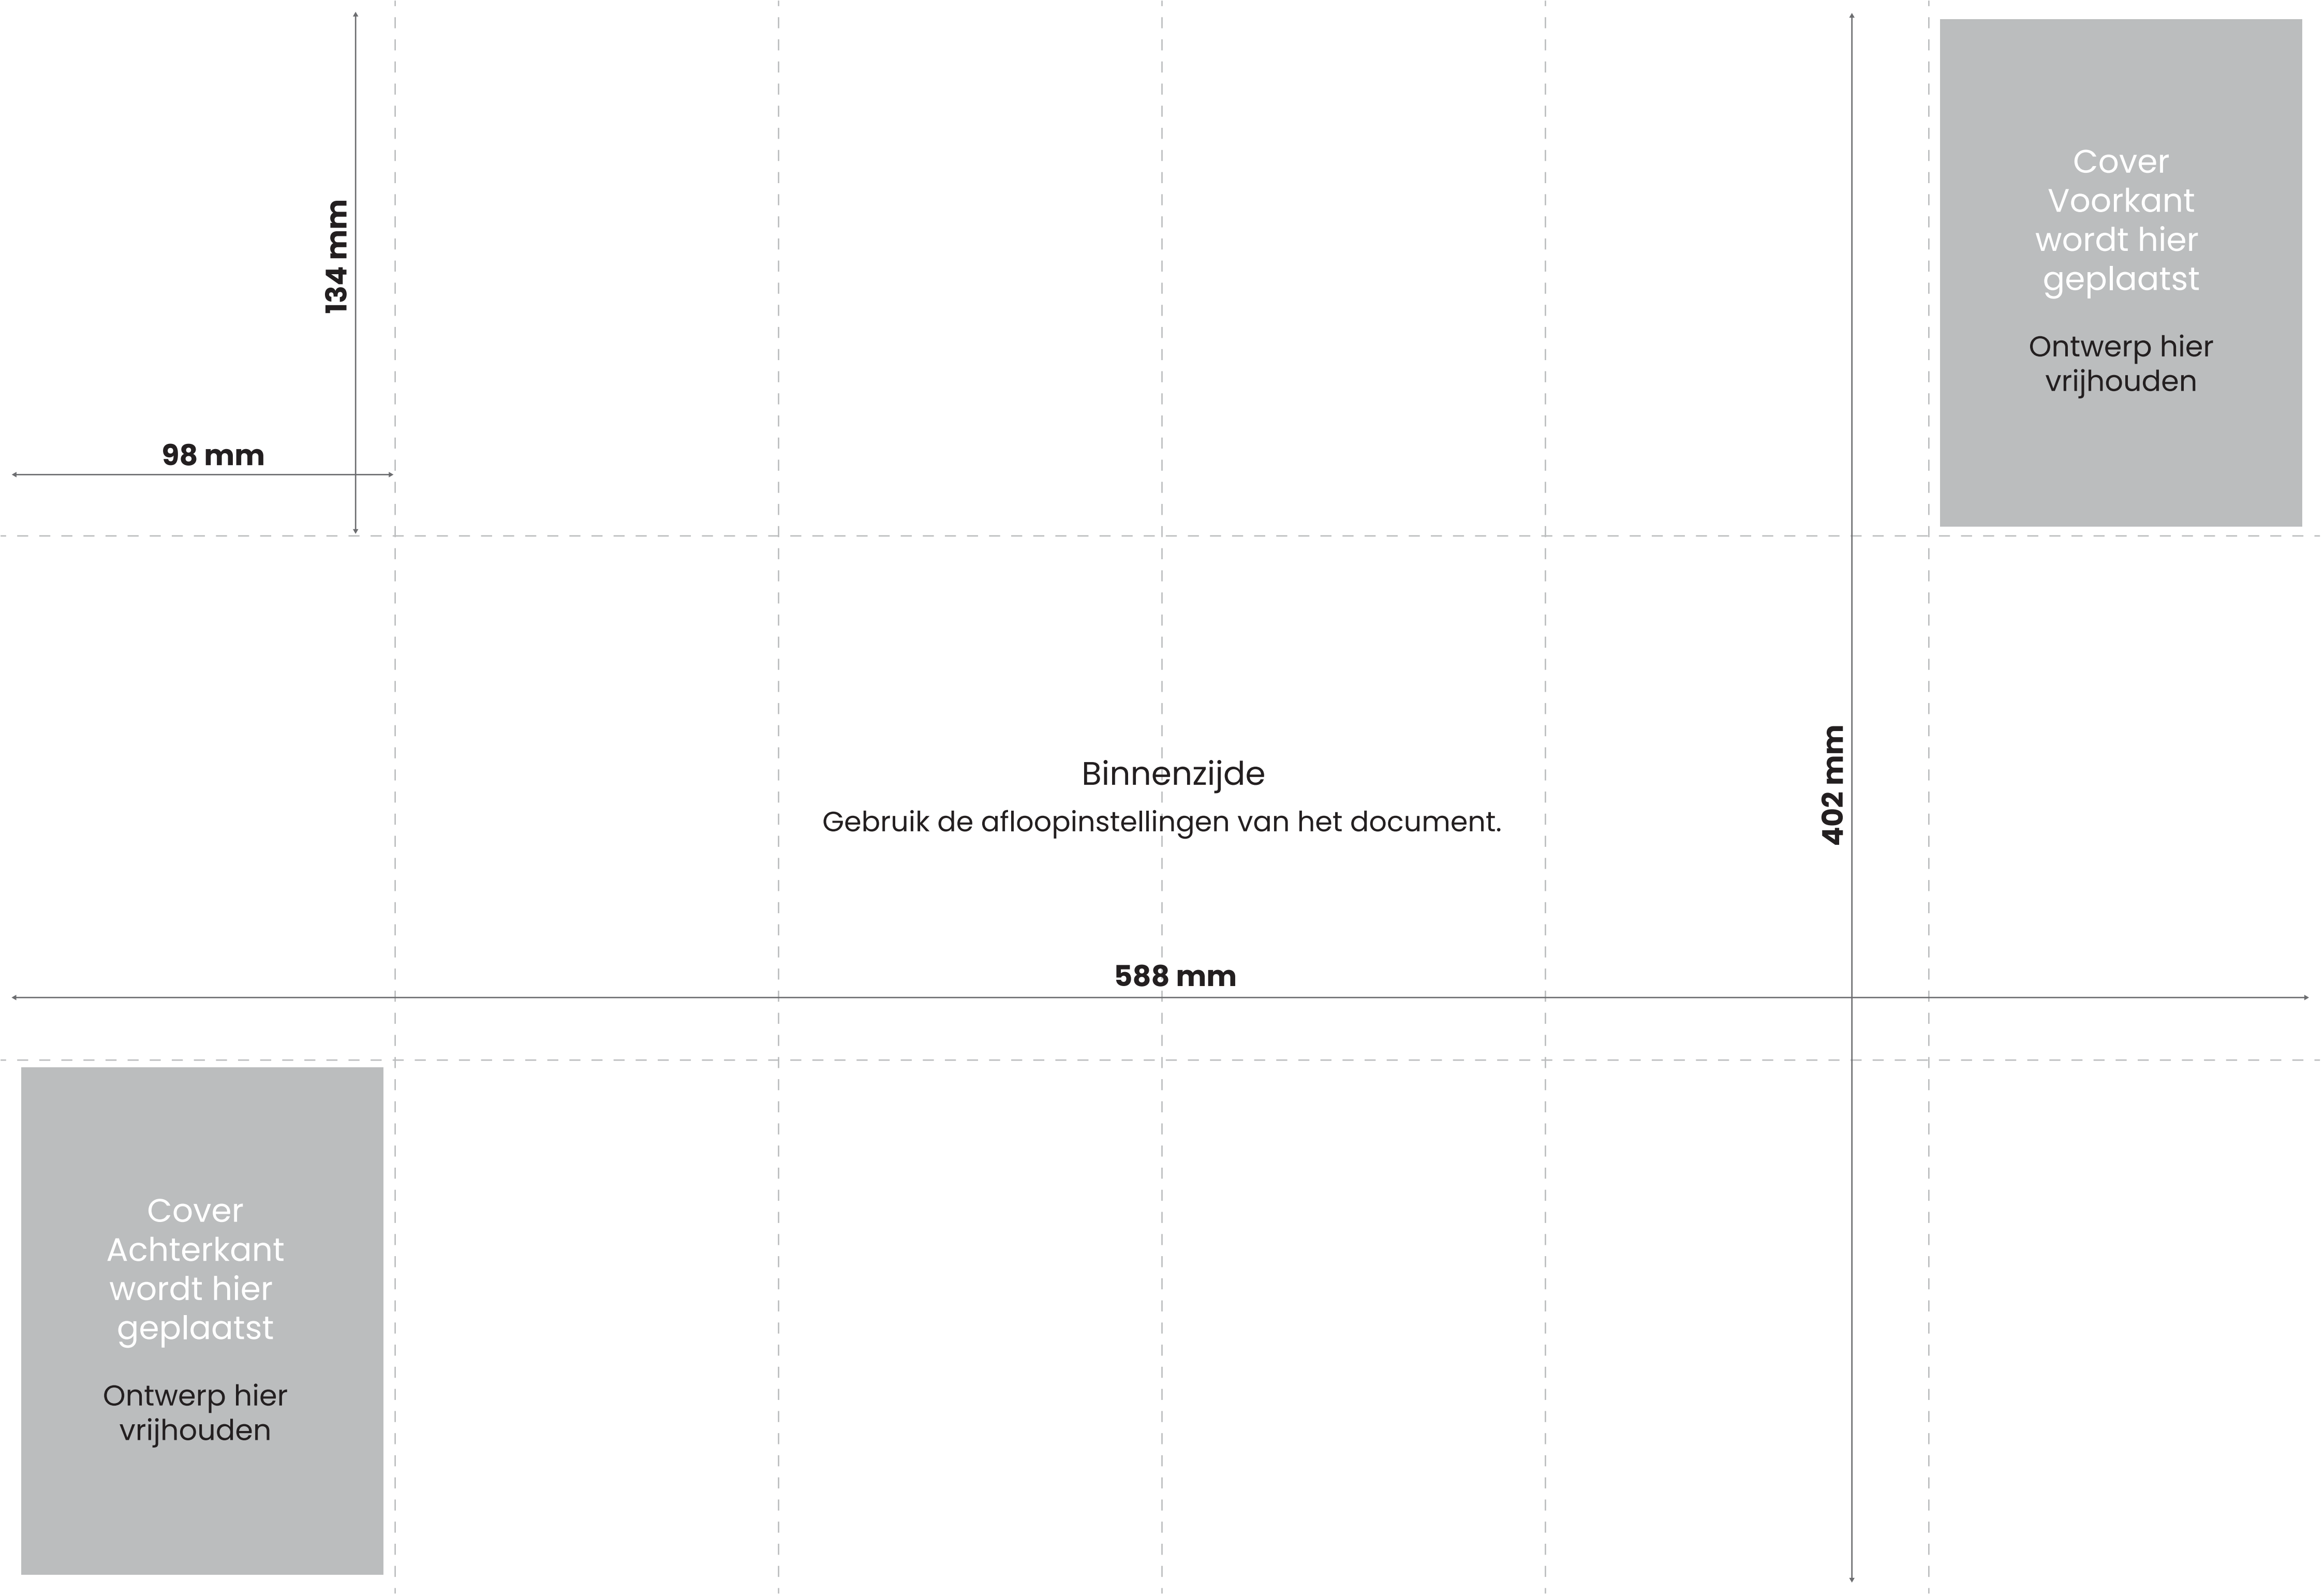 134 mm
98 mm
Cover
Voorkant
wordt hier
geplaatst
Ontwerp hier
vrijhouden
Binnenzijde
Gebruik de afloopinstellingen van het document.
402 mm
588 mm
Cover
Achterkant
wordt hier
geplaatst
Ontwerp hier
vrijhouden